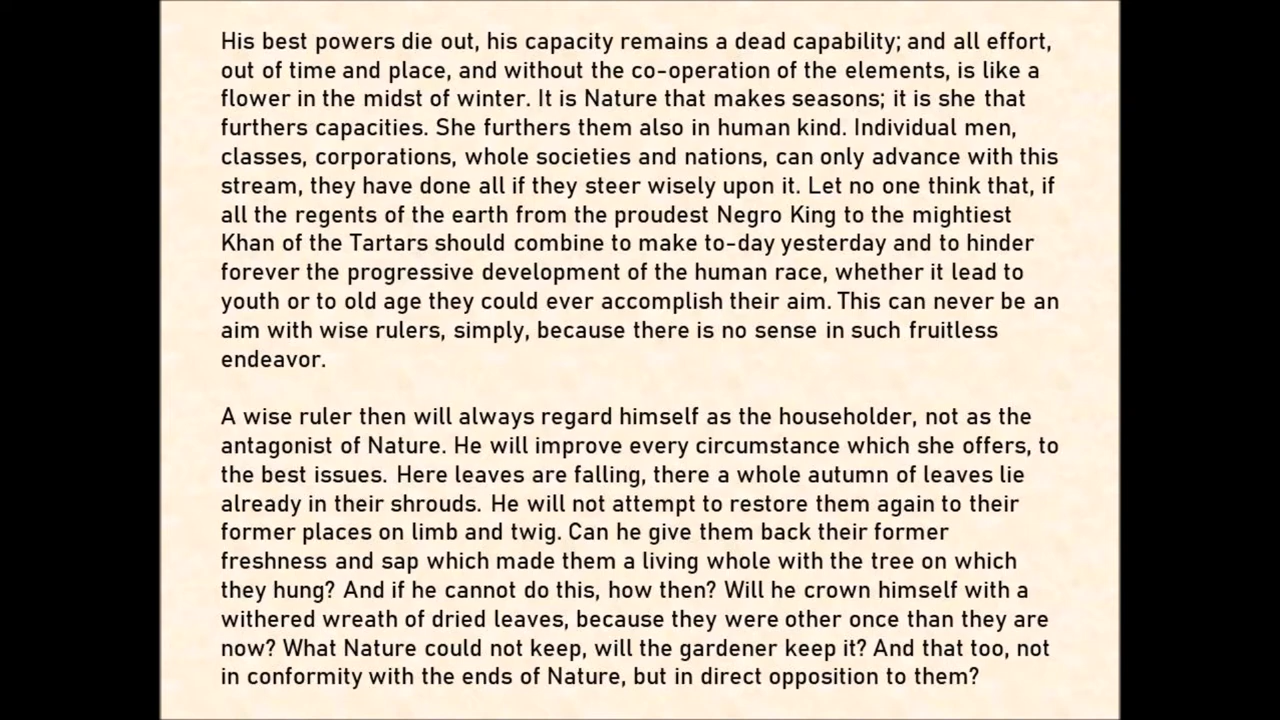 His best powers die out, his capacity remains a dead capability; and all effort,
out of time and place, and without the co-operation of the elements, is like a
flower in the midst of winter. It is Nature that makes seasons; it is she that
furthers capacities. She furthers them also in human kind. Individual men,
classes, corporations, whole societies and nations, can only advance with this
stream, they have done all if they steer wisely upon it. Let no one think that, if
all the regents of the earth from the proudest Negro King to the mightiest
Khan of the Tartars should combine to make to-day yesterday and to hinder
forever the progressive development of the human race, whether it lead to
youth or to old age they could ever accomplish their aim. This can never be an
aim with wise rulers, simply, because there is no sense in such fruitless
endeavor.

A wise ruler then will always regard himself as the householder, not as the
antagonist of Nature. He will improve every circumstance which she offers, to
the best issues. Here leaves are falling, there a whole autumn of leaves lie
already in their shrouds. He will not attempt to restore them again to their
former places on limb and twig. Can he give them back their former
freshness and sap which made them a living whole with the tree on which
they hung? And if he cannot do this, how then? Will he crown himself with a
withered wreath of dried leaves, because they were other once than they are
now? What Nature could not keep, will the gardener keep it? And that too, not
in conformity with the ends of Nature, but in direct opposition to them?